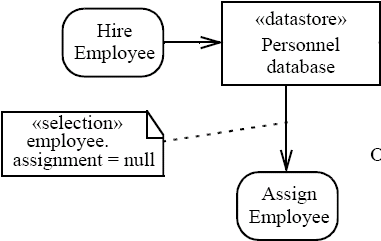 Hire
Employee
«datastore»
Personnel
database
«selection»
employee.
assignment = null
Assign
Employee
C